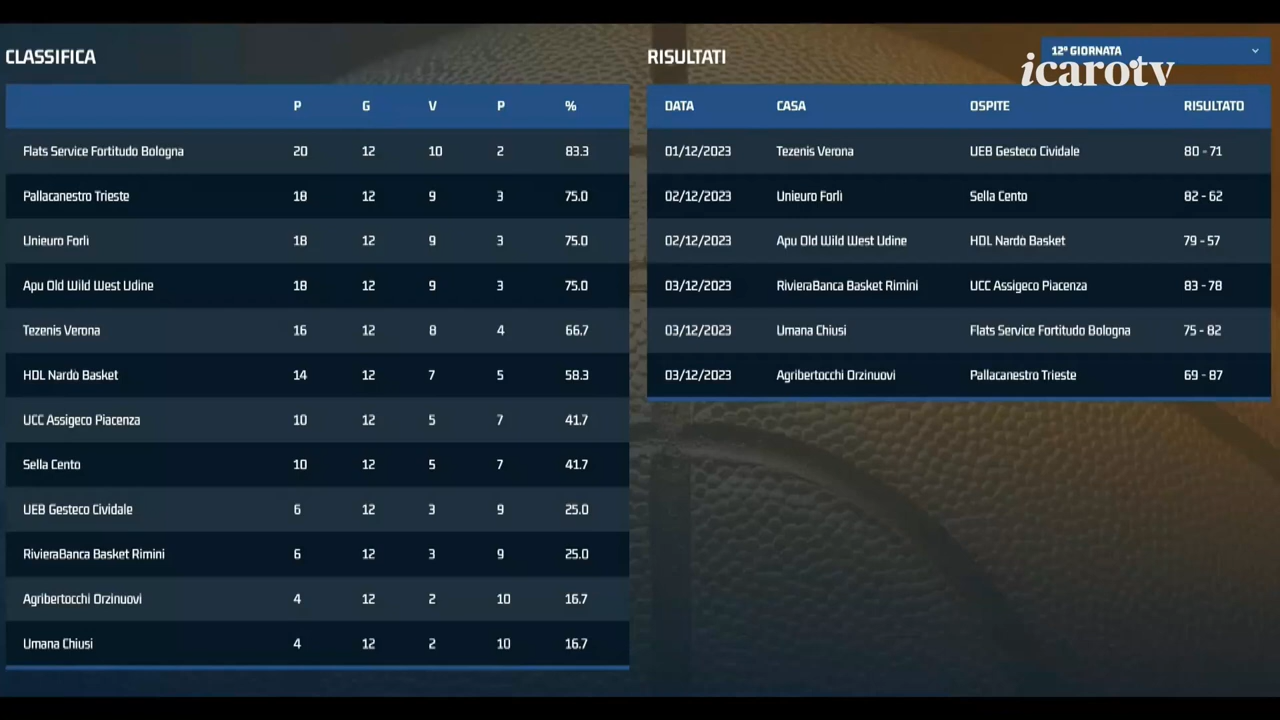 CLASSIFICA
P G V P %
Flats Service Fortitudo Bologna 20 12 10 2 83.3
Pallacanestro Trieste 18 12 9 3 75.0
Unieuro Forlì 18 12 9 3 75.0
Apu Old Wild West Udine 18 12 9 3 75.0
Tezenis Verona 16 12 8 4 66.7
HDL Nardò Basket 14 12 7 5 58.3
UCC Assigeco Piacenza 10 12 5 7 41.7
Sella Cento 10 12 5 7 41.7
UEB Gesteco Cividale 6 12 3 9 25.0
RivieraBanca Basket Rimini 6 12 3 9 25.0
Agribertocchi Orzinuovi 4 12 2 10 16.7
Umana Chiusi 4 12 2 10 16.7
RISULTATI
12ª GIORNATA
icarotv
DATA CASA OSPITE RISULTATO
01/12/2023 Tezenis Verona UEB Gesteco Cividale 80 - 71
02/12/2023 Unieuro Forlì Sella Cento 82 - 62
02/12/2023 Apu Old Wild West Udine HDL Nardò Basket 79 - 57
03/12/2023 RivieraBanca Basket Rimini UCC Assigeco Piacenza 83 - 78
03/12/2023 Umana Chiusi Flats Service Fortitudo Bologna 75 - 82
03/12/2023 Agribertocchi Orzinuovi Pallacanestro Trieste 69 - 87